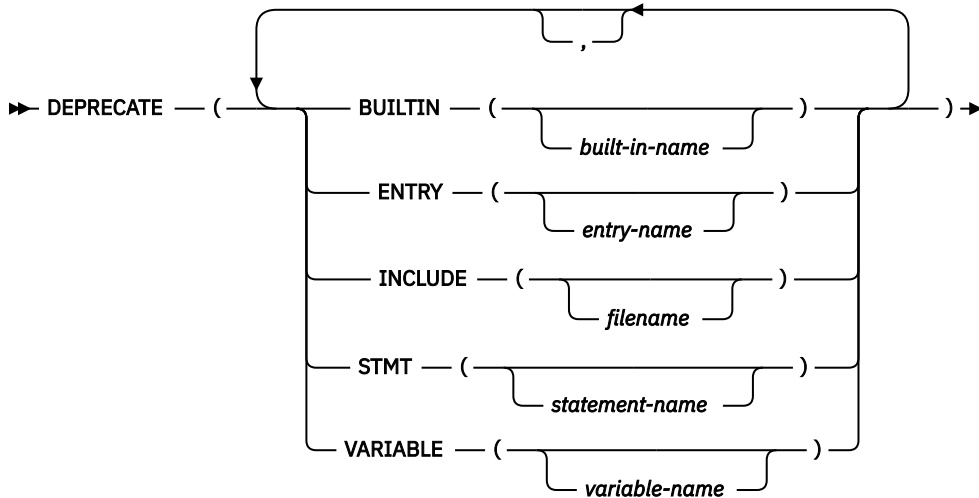 ,
DEPRECATE ( BUILTIN ( ) )
built-in-name
ENTRY ( )
entry-name
INCLUDE ( )
filename
STMT ( )
statement-name
VARIABLE ( )
variable-name